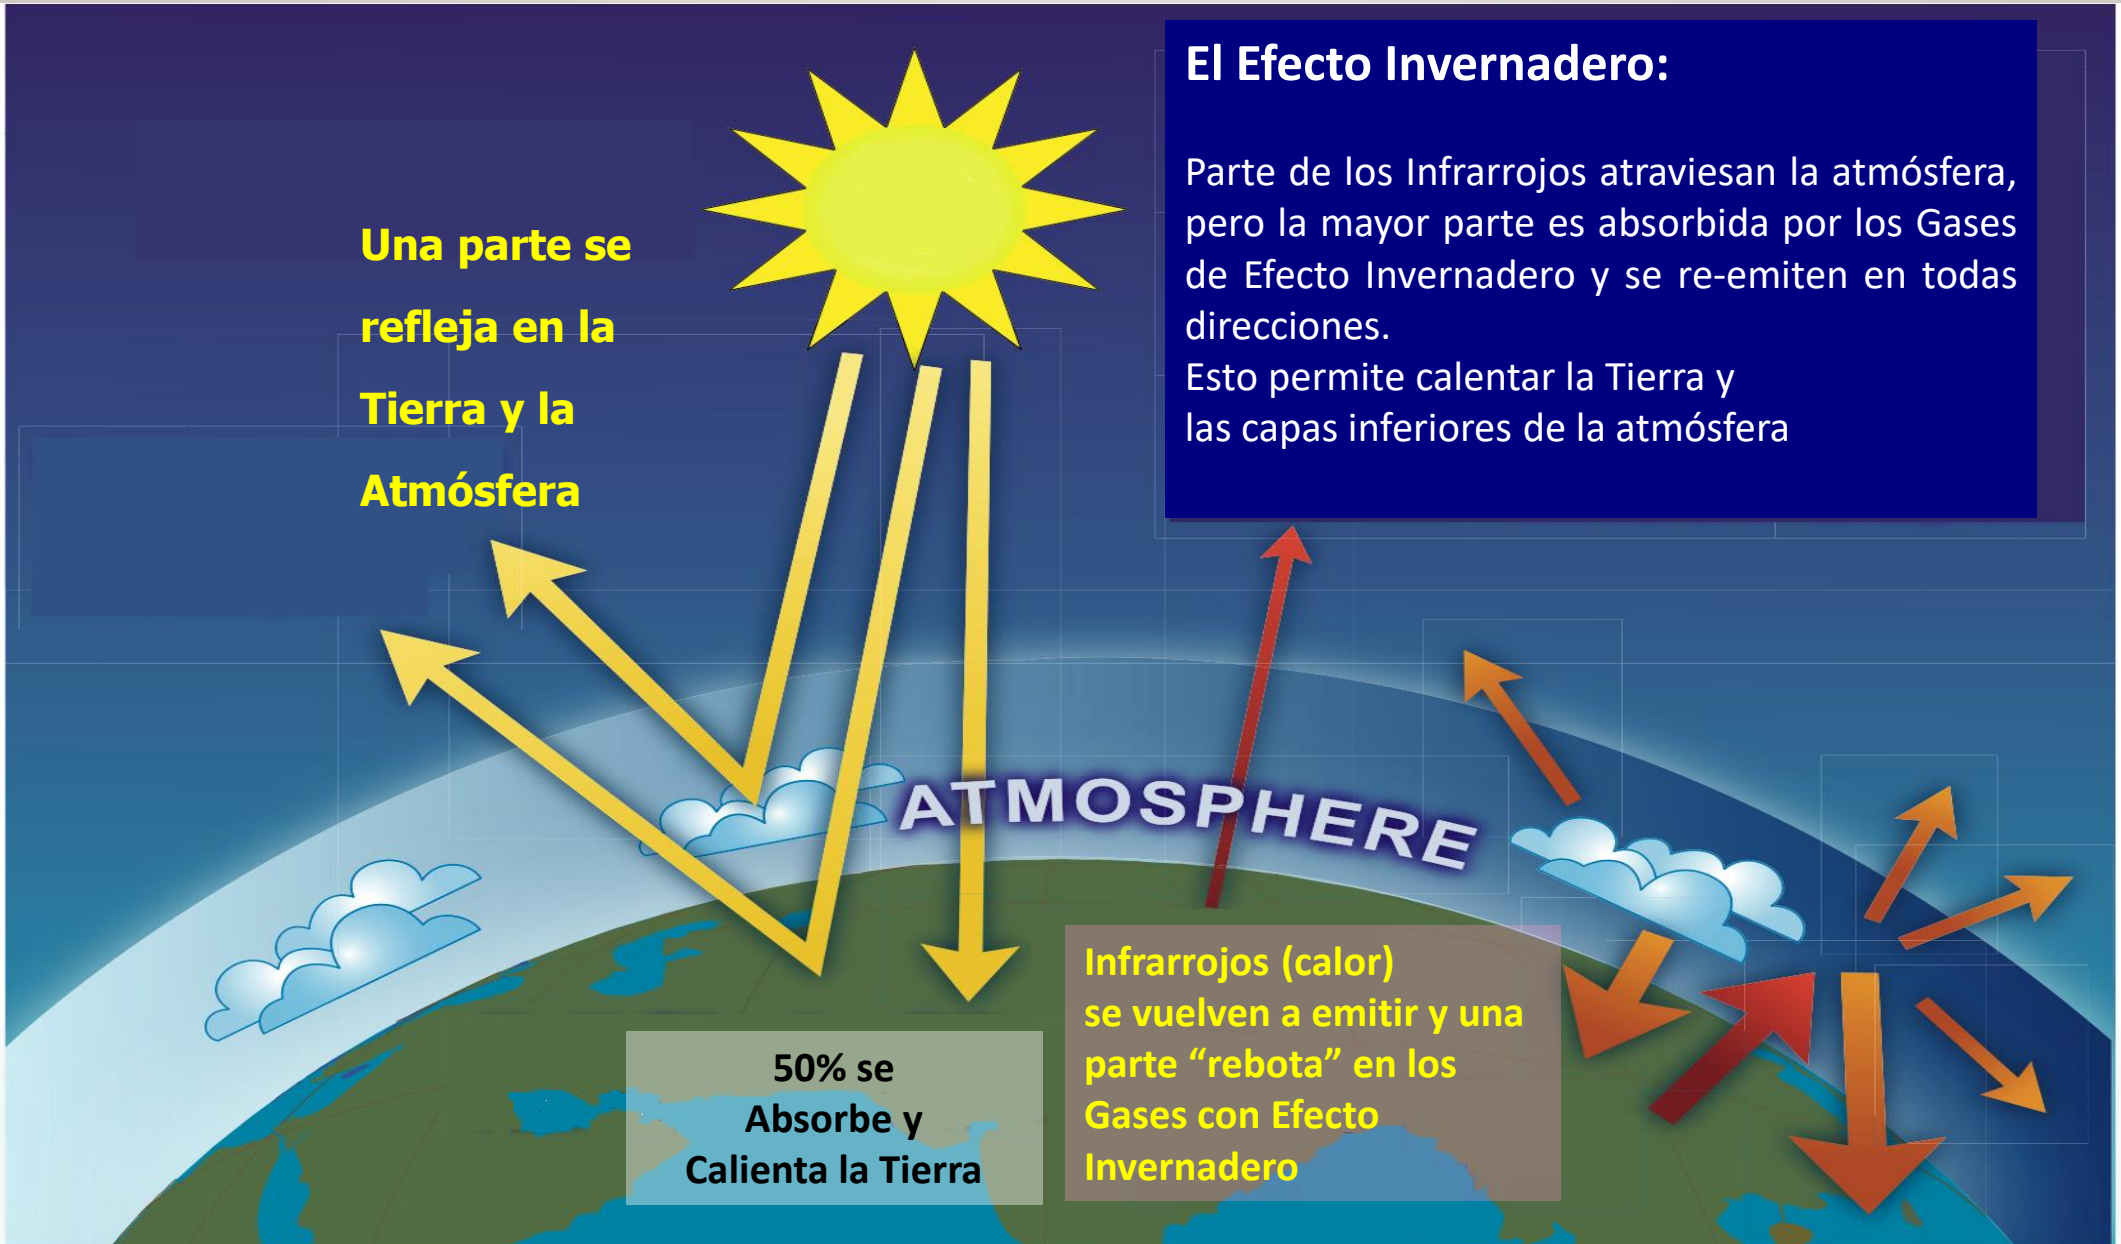 El Efecto Invernadero:
Parte de los Infrarrojos atraviesan la atmósfera,
pero la mayor parte es absorbida por los Gases
de Efecto Invernadero y se re-emiten en todas
direcciones.
Esto permite calentar la Tierra y
las capas inferiores de la atmósfera
Una parte se
refleja en la
Tierra y la
Atmósfera
ATMOSPHERE
50% se
Absorbe y
Calienta la Tierra
Infrarrojos (calor)
se vuelven a emitir y una
parte “rebota” en los
Gases con Efecto
Invernadero